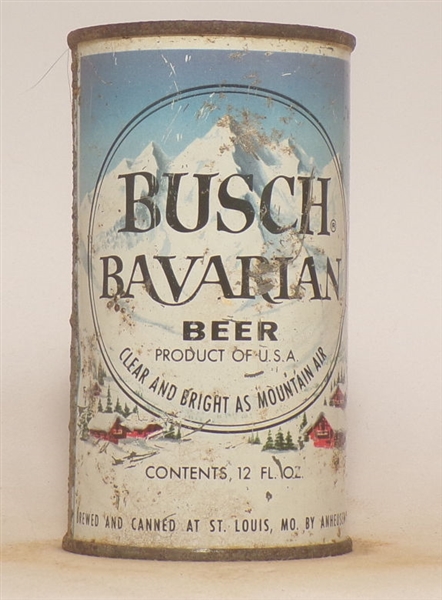 BUSCH®
BAVARIAN
BEER
PRODUCT OF U.S.A.
CLEAR AND BRIGHT AS MOUNTAIN AIR
CONTENTS, 12 FL. OZ.
BREWED AND CANNED AT ST. LOUIS, MO. BY